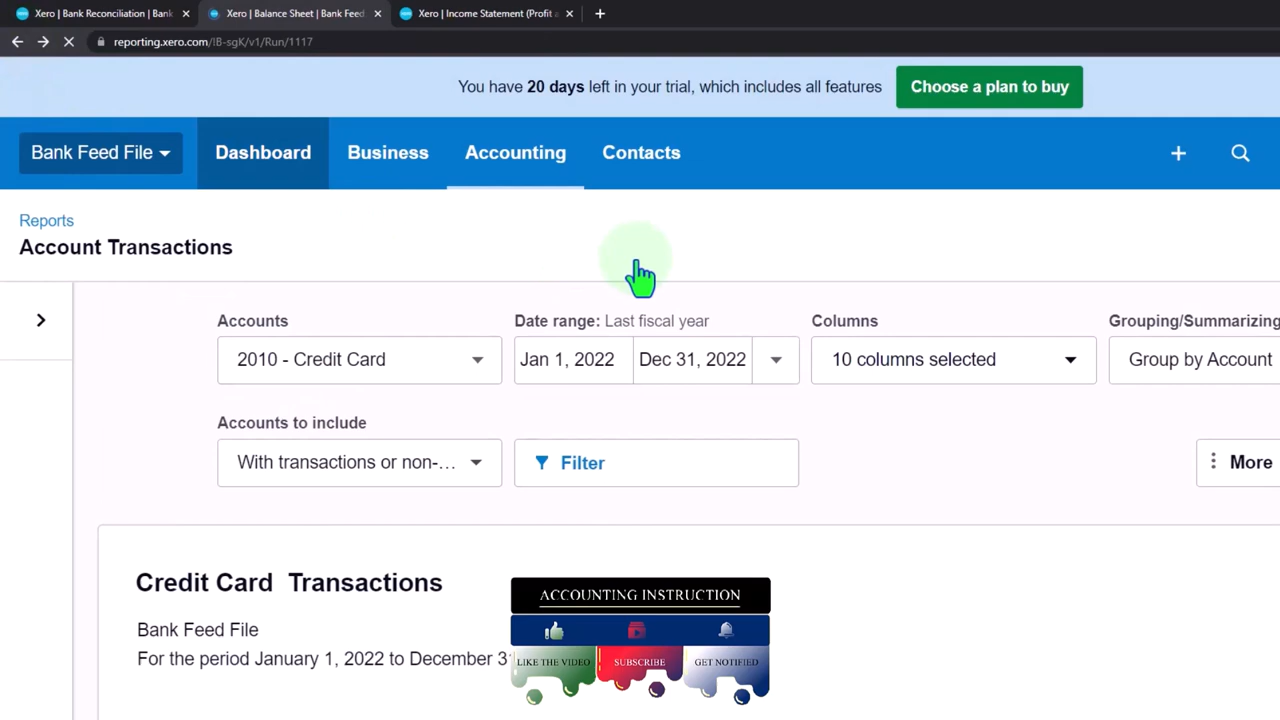 Xero | Bank Reconciliation | Bank
Xero | Balance Sheet | Bank Feed
Xero | Income Statement (Profit a
reporting.xero.com/!B-sgK/v1/Run/1117
You have 20 days left in your trial, which includes all features
Choose a plan to buy
Bank Feed File
Dashboard
Business
Accounting
Contacts
Reports
Account Transactions
Accounts
Date range: Last fiscal year
Columns
Grouping/Summarizing
2010 - Credit Card
Jan 1, 2022
Dec 31, 2022
10 columns selected
Group by Account
Accounts to include
With transactions or non-...
Filter
More
Credit Card Transactions
Bank Feed File
For the period January 1, 2022 to December 31
ACCOUNTING INSTRUCTION
LIKE THE VIDEO
SUBSCRIBE
GET NOTIFIED